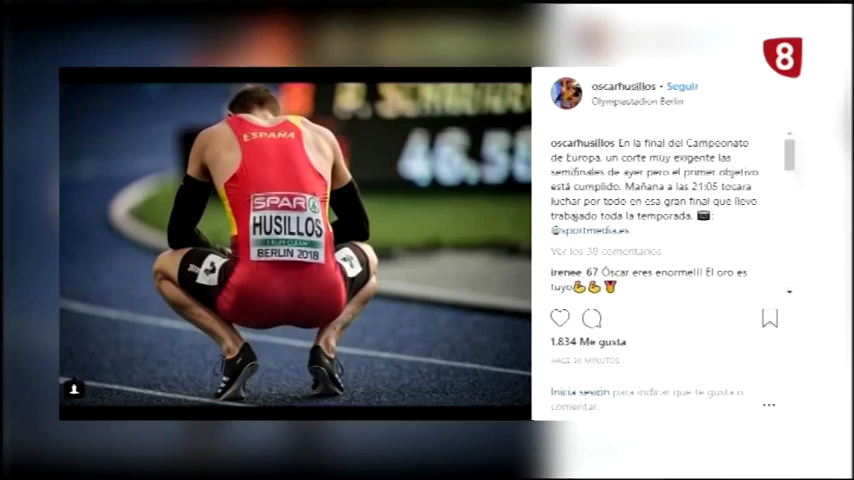 8
oscarhusillos • Seguir
Olympiastadion Berlin
46.58
ESPAÑA
SPAR
HUSILLOS
I RUN CLEAN
BERLIN 2018
oscarhusillos En la final del Campeonato
de Europa, un corte muy exigente las
semifinales de ayer pero el primer objetivo
está cumplido. Mañana a las 21:05 tocara
luchar por todo en esa gran final que llevo
trabajado toda la temporada. 📷:
@sportmedia.es
Ver los 38 comentarios
irenee_67 Óscar eres enorme!!! El oro es
tuyo💪💪🏅
1.834 Me gusta
HACE 39 MINUTOS
Inicia sesión para indicar que te gusta o
comentar.